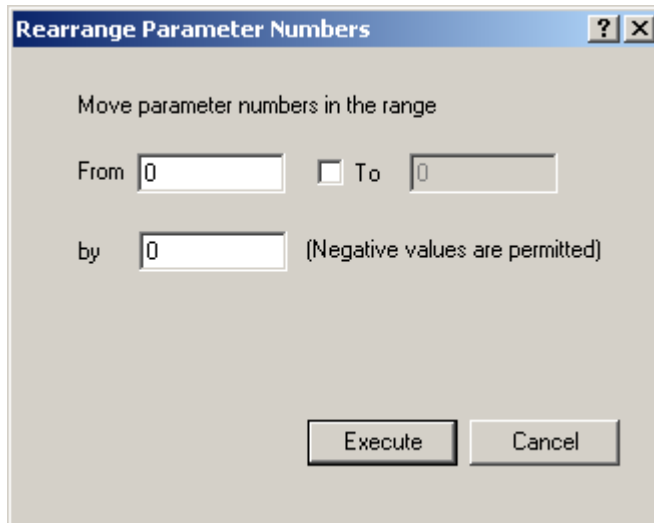 Rearrange Parameter Numbers
Move parameter numbers in the range
From 0 To 0
by 0 (Negative values are permitted)
Execute Cancel